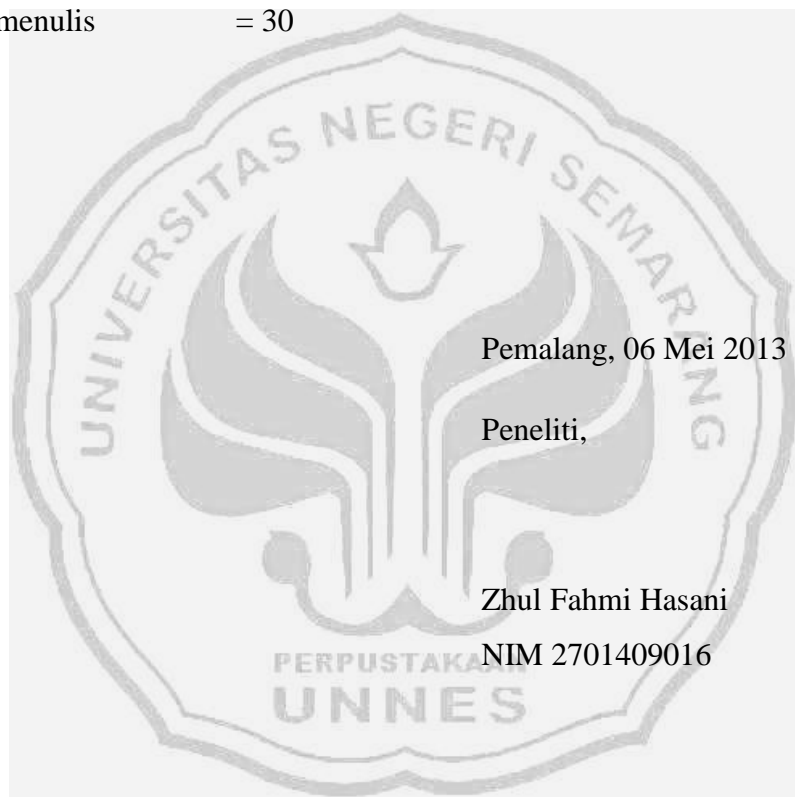 menulis = 30
UNIVERSITAS NEGERI SEMARANG
Pemalang, 06 Mei 2013
Peneliti,
Zhul Fahmi Hasani
NIM 2701409016
PERPUSTAKAAN
UNNES